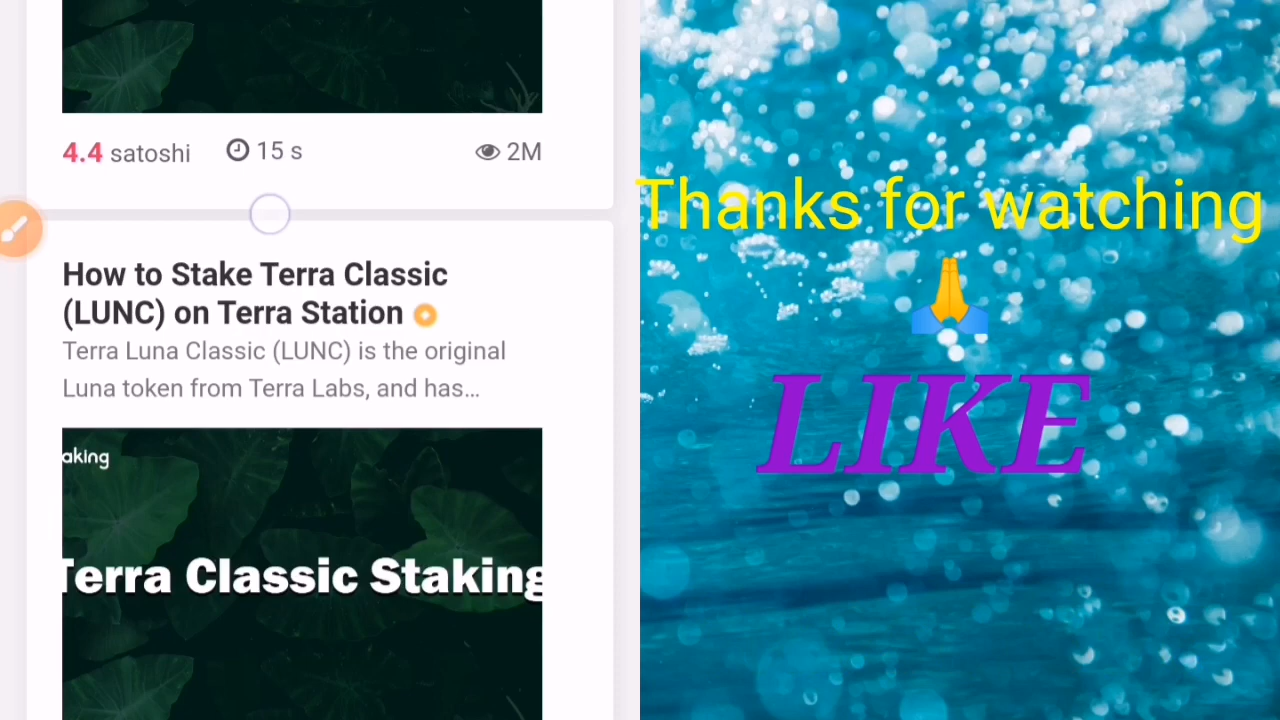 4.4 satoshi 15 s 2M
How to Stake Terra Classic
(LUNC) on Terra Station
Terra Luna Classic (LUNC) is the original
Luna token from Terra Labs, and has...
aking
Terra Classic Staking
Thanks for watching
🙏
LIKE